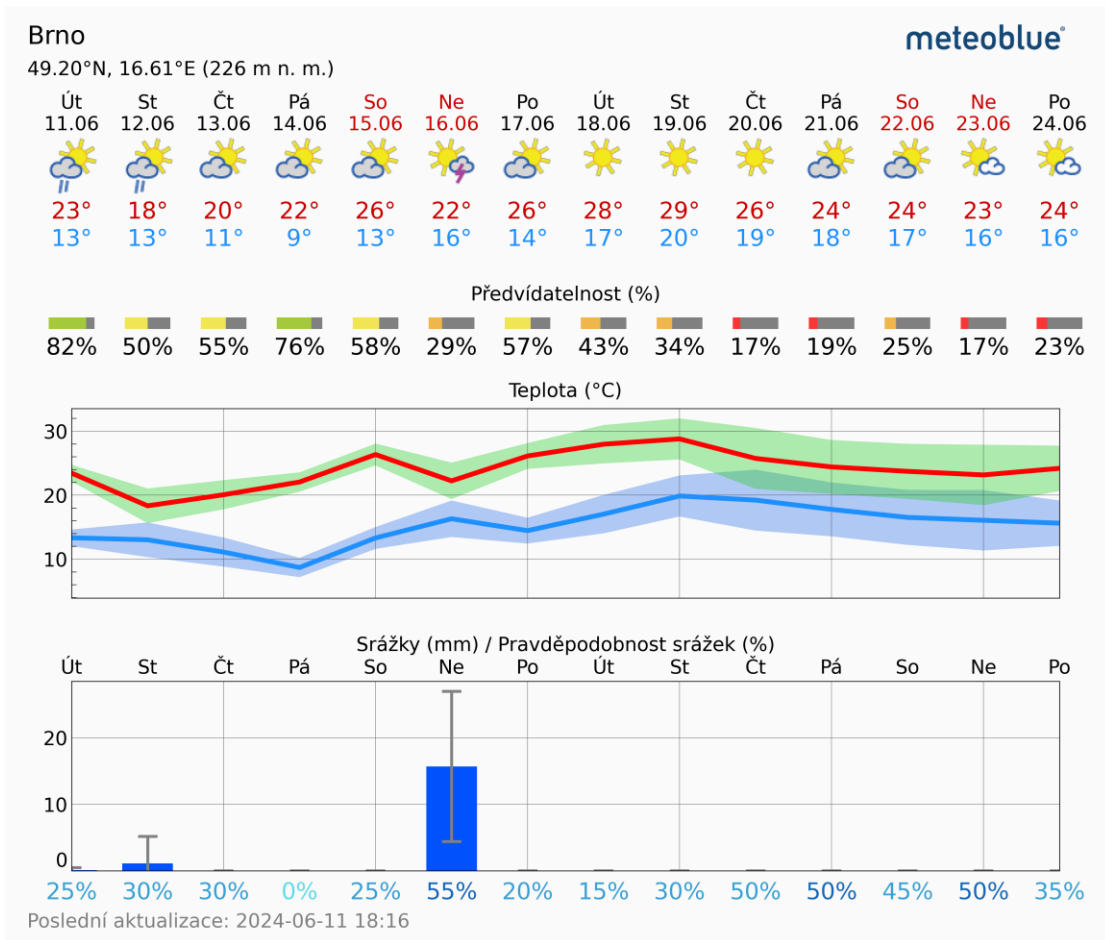 Brno
meteoblue
49.20°N, 16.61°E (226 m n. m.)
Út St Čt Pá So Ne Po Út St Čt Pá So Ne Po
11.06 12.06 13.06 14.06 15.06 16.06 17.06 18.06 19.06 20.06 21.06 22.06 23.06 24.06
23° 18° 20° 22° 26° 22° 26° 28° 29° 26° 24° 24° 23° 24°
13° 13° 11° 9° 13° 16° 14° 17° 20° 19° 18° 17° 16° 16°
Předvídatelnost (%)
82% 50% 55% 76% 58% 29% 57% 43% 34% 17% 19% 25% 17% 23%
Teplota (°C)
30
20
10
Srážky (mm) / Pravděpodobnost srážek (%)
Út St Čt Pá So Ne Po Út St Čt Pá So Ne Po
20
10
0
25% 30% 30% 0% 25% 55% 20% 15% 30% 50% 50% 45% 50% 35%
Poslední aktualizace: 2024-06-11 18:16